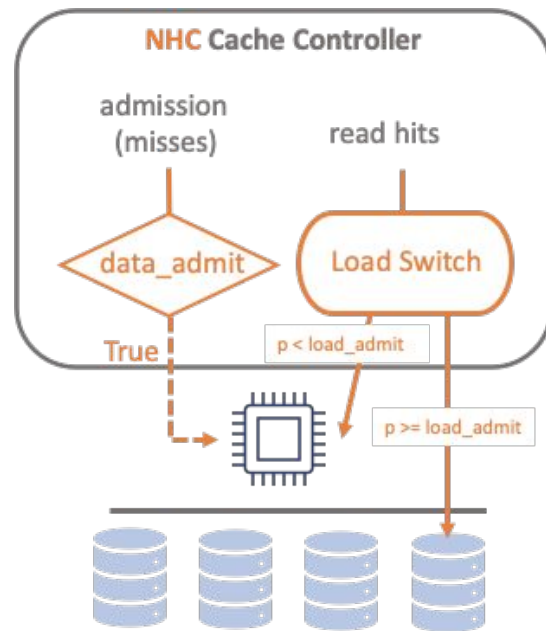 NHC Cache Controller
admission
(misses)
read hits
data_admit
Load Switch
True
p < load_admit
p >= load_admit